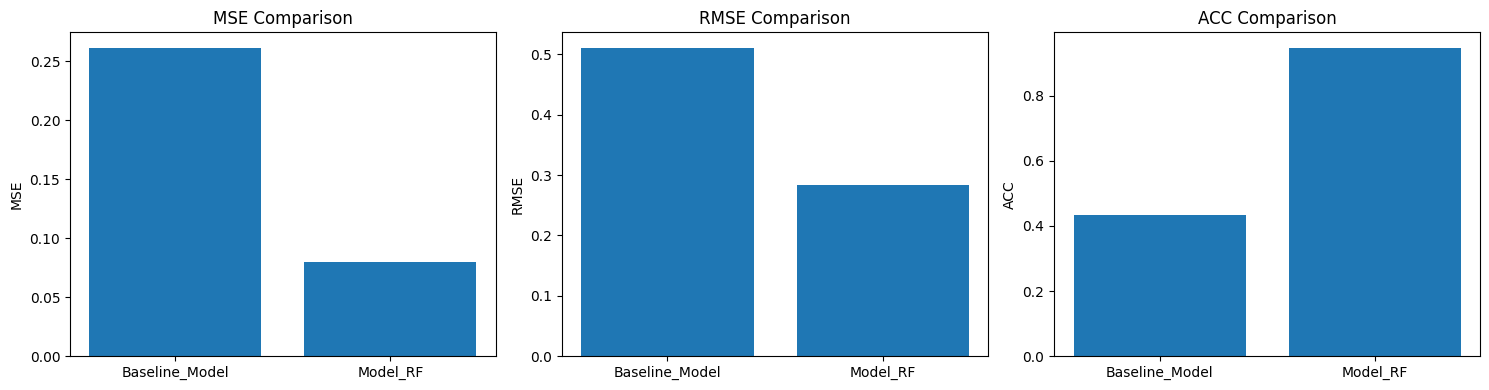 MSE Comparison
MSE
0.25
0.20
0.15
0.10
0.05
0.00
Baseline_Model Model_RF
RMSE Comparison
RMSE
0.5
0.4
0.3
0.2
0.1
0.0
Baseline_Model Model_RF
ACC Comparison
ACC
0.8
0.6
0.4
0.2
0.0
Baseline_Model Model_RF